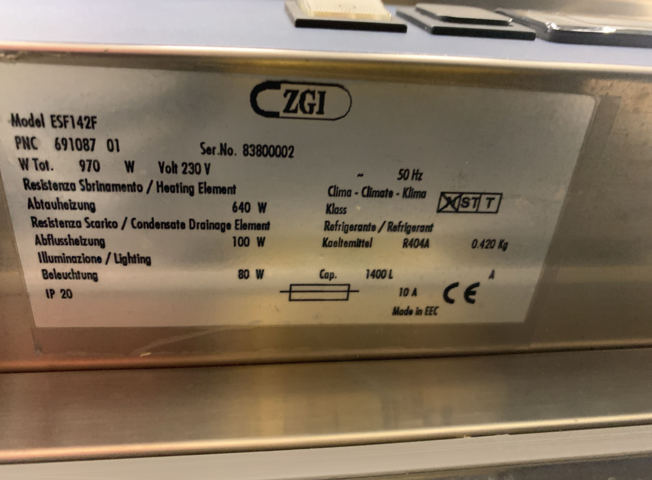 ZGI
Model ESF142F
PNC 691087 01 Ser.No. 83800002
W Tot. 970 W Volt 230 V ~ 50 Hz
Resistenza Sbrinamento / Heating Element
Abtauheizung 640 W
Resistenza Scarico / Condensate Drainage Element
Abflussheizung 100 W
Illuminazione / Lighting
Beleuchtung 80 W
IP 20
Clima - Climate - Klima
Klass ST T
Refrigerante / Refrigerant
Kaeltemittel R404A 0.420 Kg
Cap. 1400 L A
10 A CE
Made in EEC